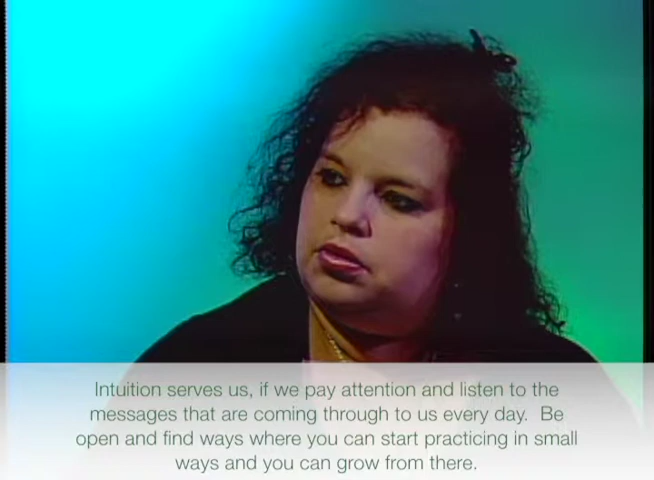 Intuition serves us, if we pay attention and listen to the
messages that are coming through to us every day.  Be
open and find ways where you can start practicing in small
ways and you can grow from there.